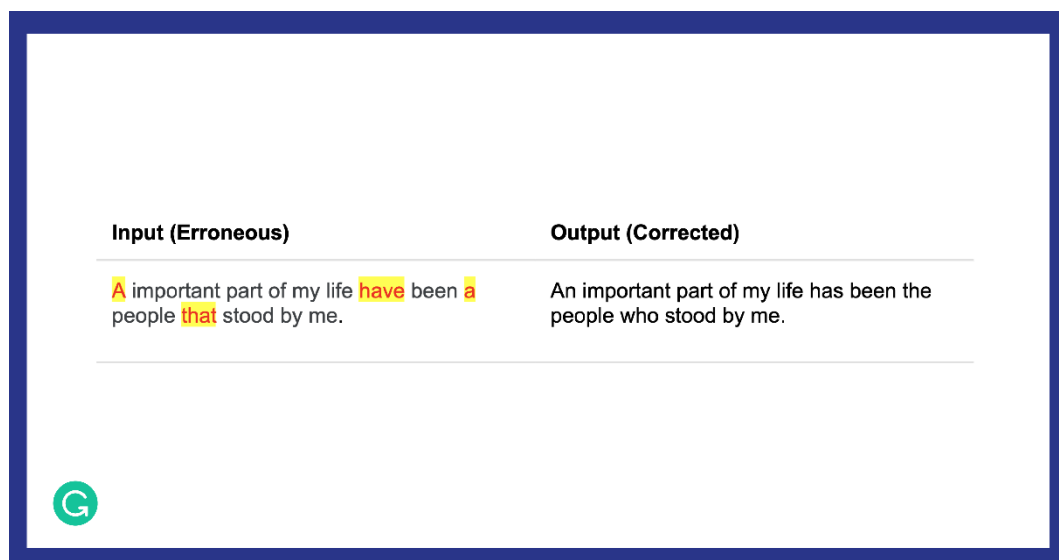 Input (Erroneous)
Output (Corrected)
A important part of my life have been a
people that stood by me.
An important part of my life has been the
people who stood by me.